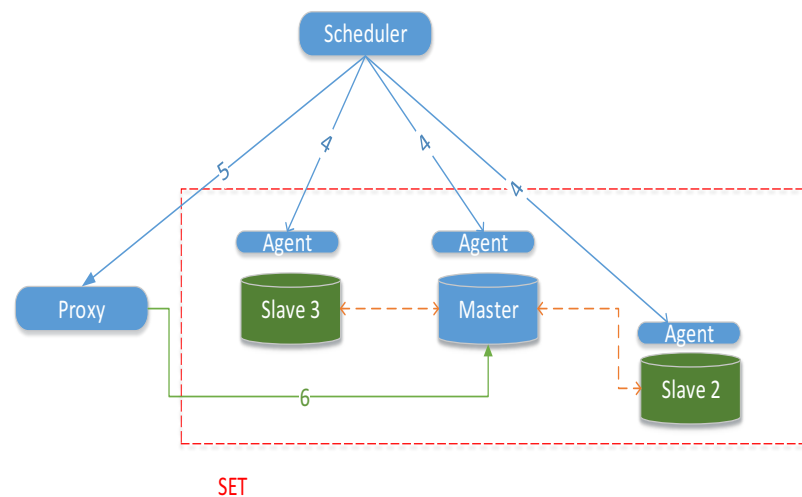 Scheduler
5
4
4
4
Agent
Agent
Proxy
Slave 3
Master
Agent
Slave 2
6
SET